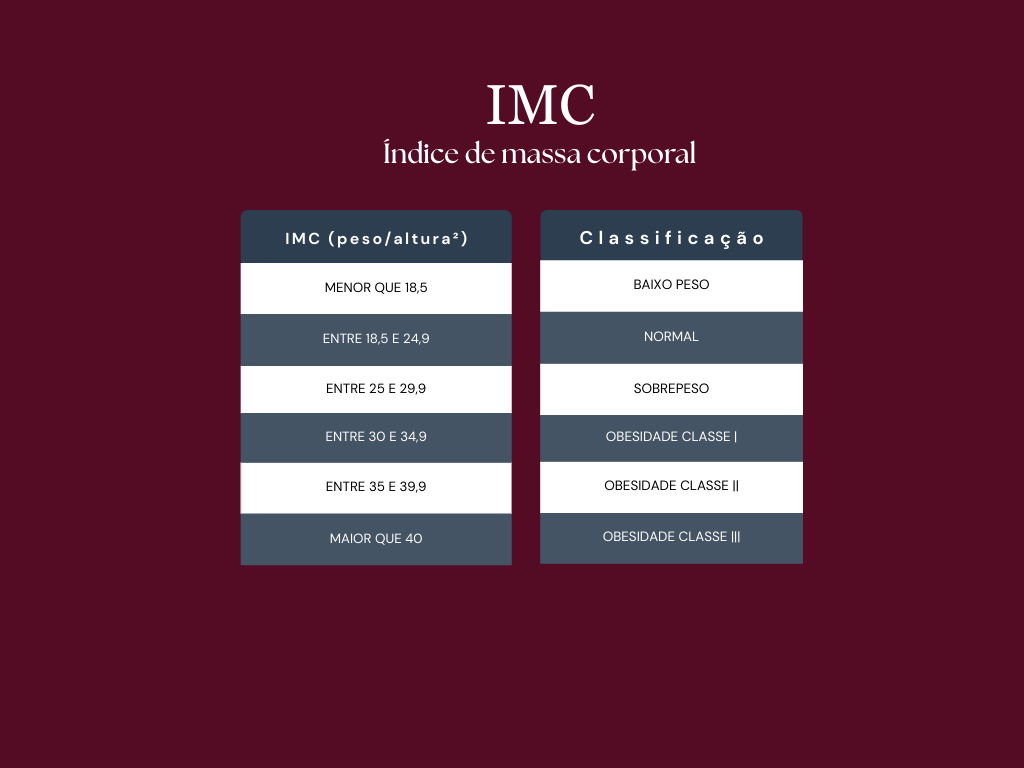 IMC
Índice de massa corporal
IMC (peso/altura²) Classificação
MENOR QUE 18,5 BAIXO PESO
ENTRE 18,5 E 24,9 NORMAL
ENTRE 25 E 29,9 SOBREPESO
ENTRE 30 E 34,9 OBESIDADE CLASSE |
ENTRE 35 E 39,9 OBESIDADE CLASSE ||
MAIOR QUE 40 OBESIDADE CLASSE |||